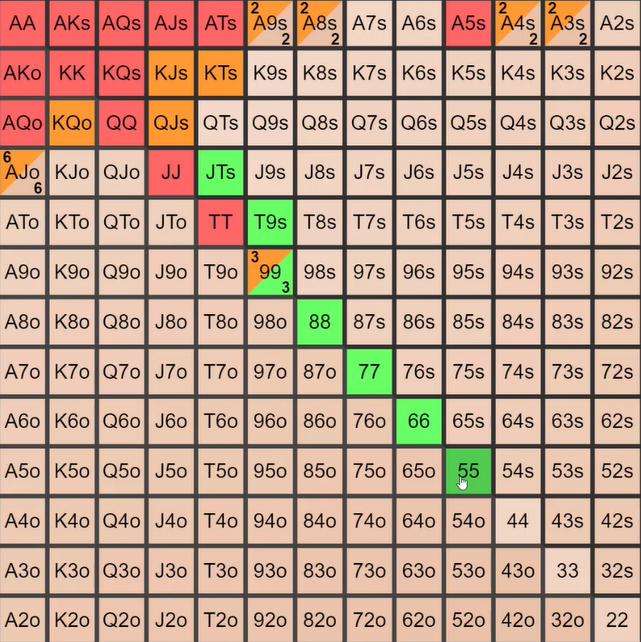 AA AKs AQs AJs ATs 2 A9s 2 2 A8s 2 A7s A6s A5s 2 A4s 2 2 A3s 2 A2s
AKo KK KQs KJs KTs K9s K8s K7s K6s K5s K4s K3s K2s
AQo KQo QQ QJs QTs Q9s Q8s Q7s Q6s Q5s Q4s Q3s Q2s
6 AJo 6 KJo QJo JJ JTs J9s J8s J7s J6s J5s J4s J3s J2s
ATo KTo QTo JTo TT T9s T8s T7s T6s T5s T4s T3s T2s
A9o K9o Q9o J9o T9o 3 99 3 98s 97s 96s 95s 94s 93s 92s
A8o K8o Q8o J8o T8o 98o 88 87s 86s 85s 84s 83s 82s
A7o K7o Q7o J7o T7o 97o 87o 77 76s 75s 74s 73s 72s
A6o K6o Q6o J6o T6o 96o 86o 76o 66 65s 64s 63s 62s
A5o K5o Q5o J5o T5o 95o 85o 75o 65o 55 54s 53s 52s
A4o K4o Q4o J4o T4o 94o 84o 74o 64o 54o 44 43s 42s
A3o K3o Q3o J3o T3o 93o 83o 73o 63o 53o 43o 33 32s
A2o K2o Q2o J2o T2o 92o 82o 72o 62o 52o 42o 32o 22